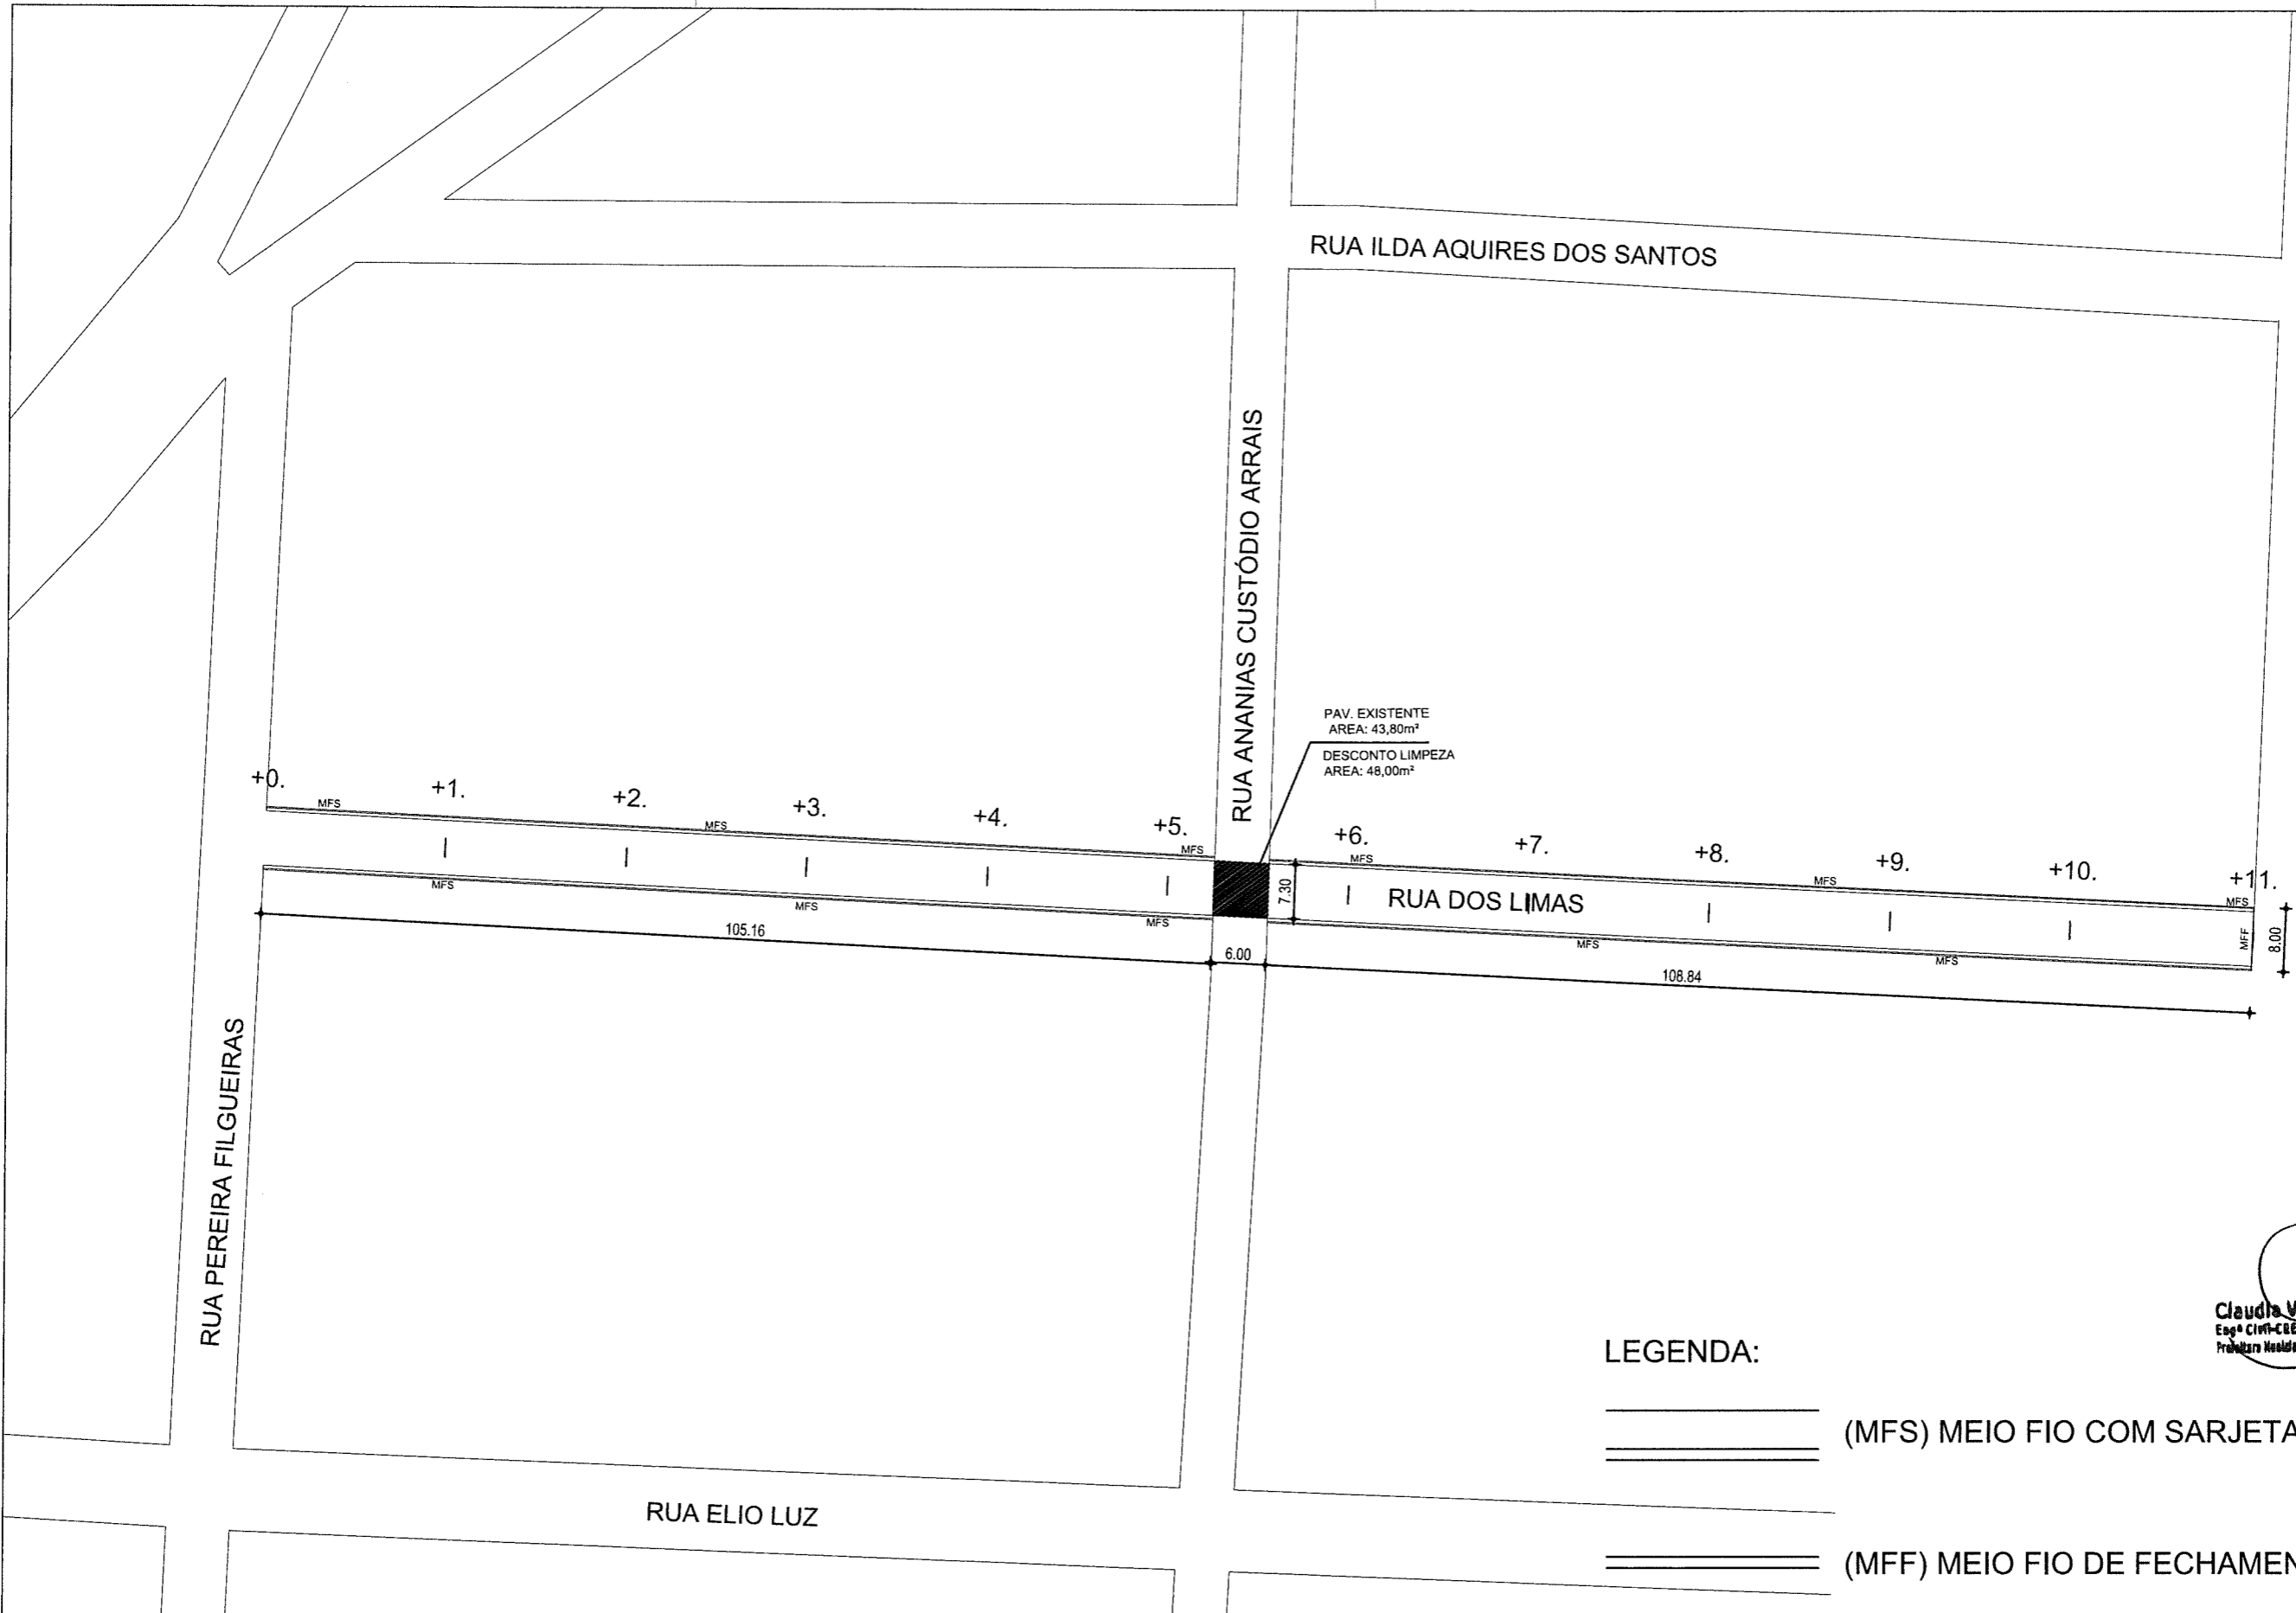 RUA ILDA AQUIRES DOS SANTOS
RUA ANANIAS CUSTÓDIO ARRAIS
PAV. EXISTENTE
AREA: 43,80m²
DESCONTO LIMPEZA
AREA: 48,00m²
+0.
+1.
+2.
+3.
+4.
+5.
+6.
+7.
+8.
+9.
+10.
+11.
MFS
MFS
MFS
MFS
MFS
MFS
MFS
MFS
MFS
7.30
RUA DOS LIMAS
MFS
MFS
MFF
8.00
105.16
6.00
108.84
RUA PEREIRA FILGUEIRAS
Claudia
Engª Civil
LEGENDA:
(MFS) MEIO FIO COM SARJETA
RUA ELIO LUZ
(MFF) MEIO FIO DE